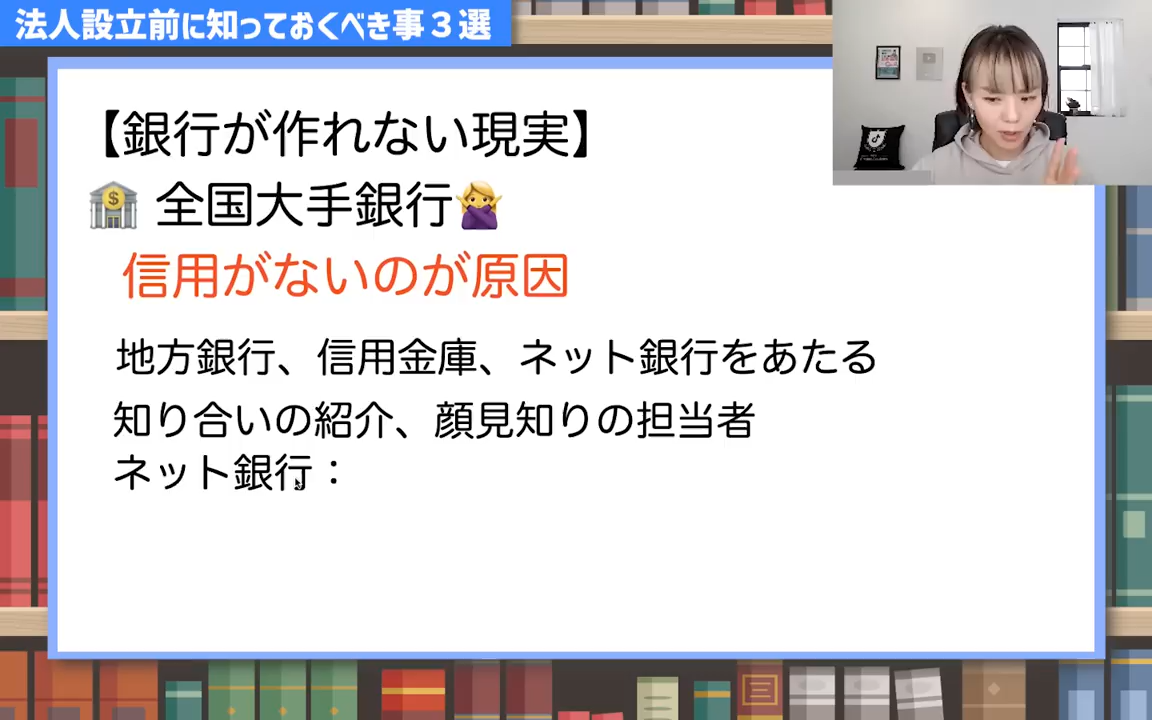 法人設立前に知っておくべき事３選
【銀行が作れない現実】
全国大手銀行
信用がないのが原因
地方銀行、信用金庫、ネット銀行をあたる
知り合いの紹介、顔見知りの担当者
ネット銀行：